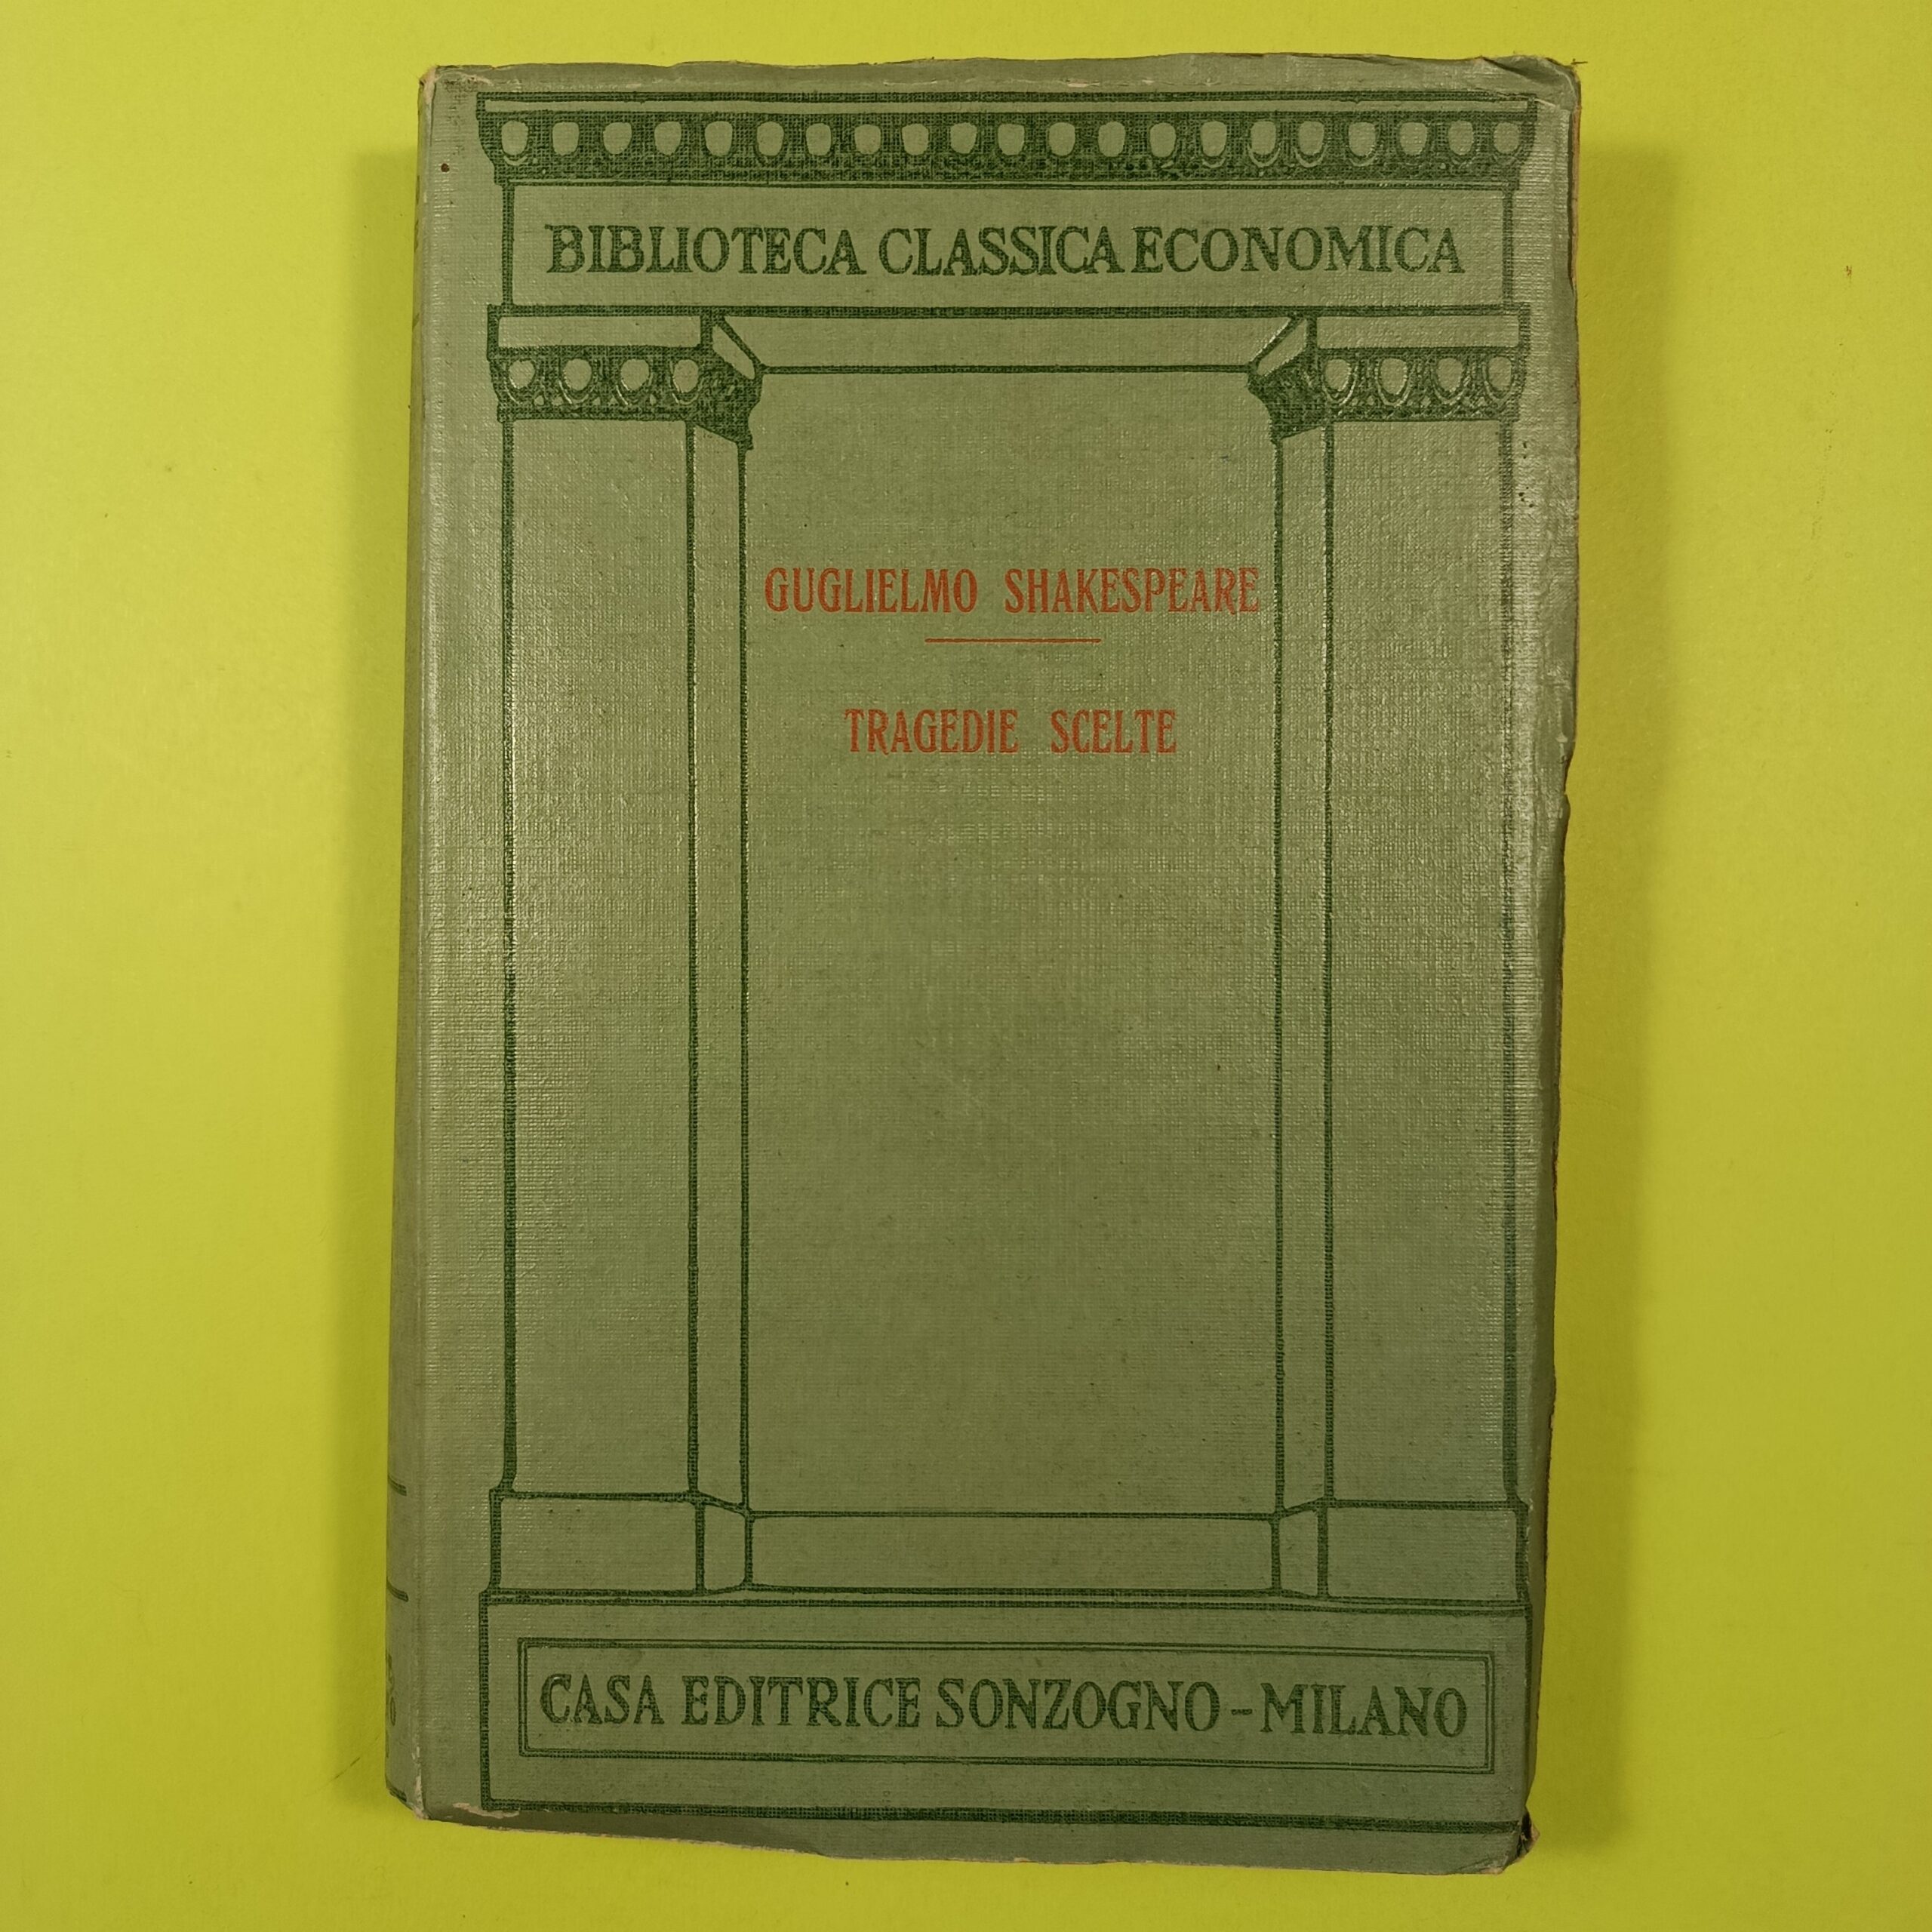 BIBLIOTECA CLASSICA ECONOMICA
GUGLIELMO SHAKESPEARE
TRAGEDIE SCELTE
CASA EDITRICE SONZOGNO - MILANO